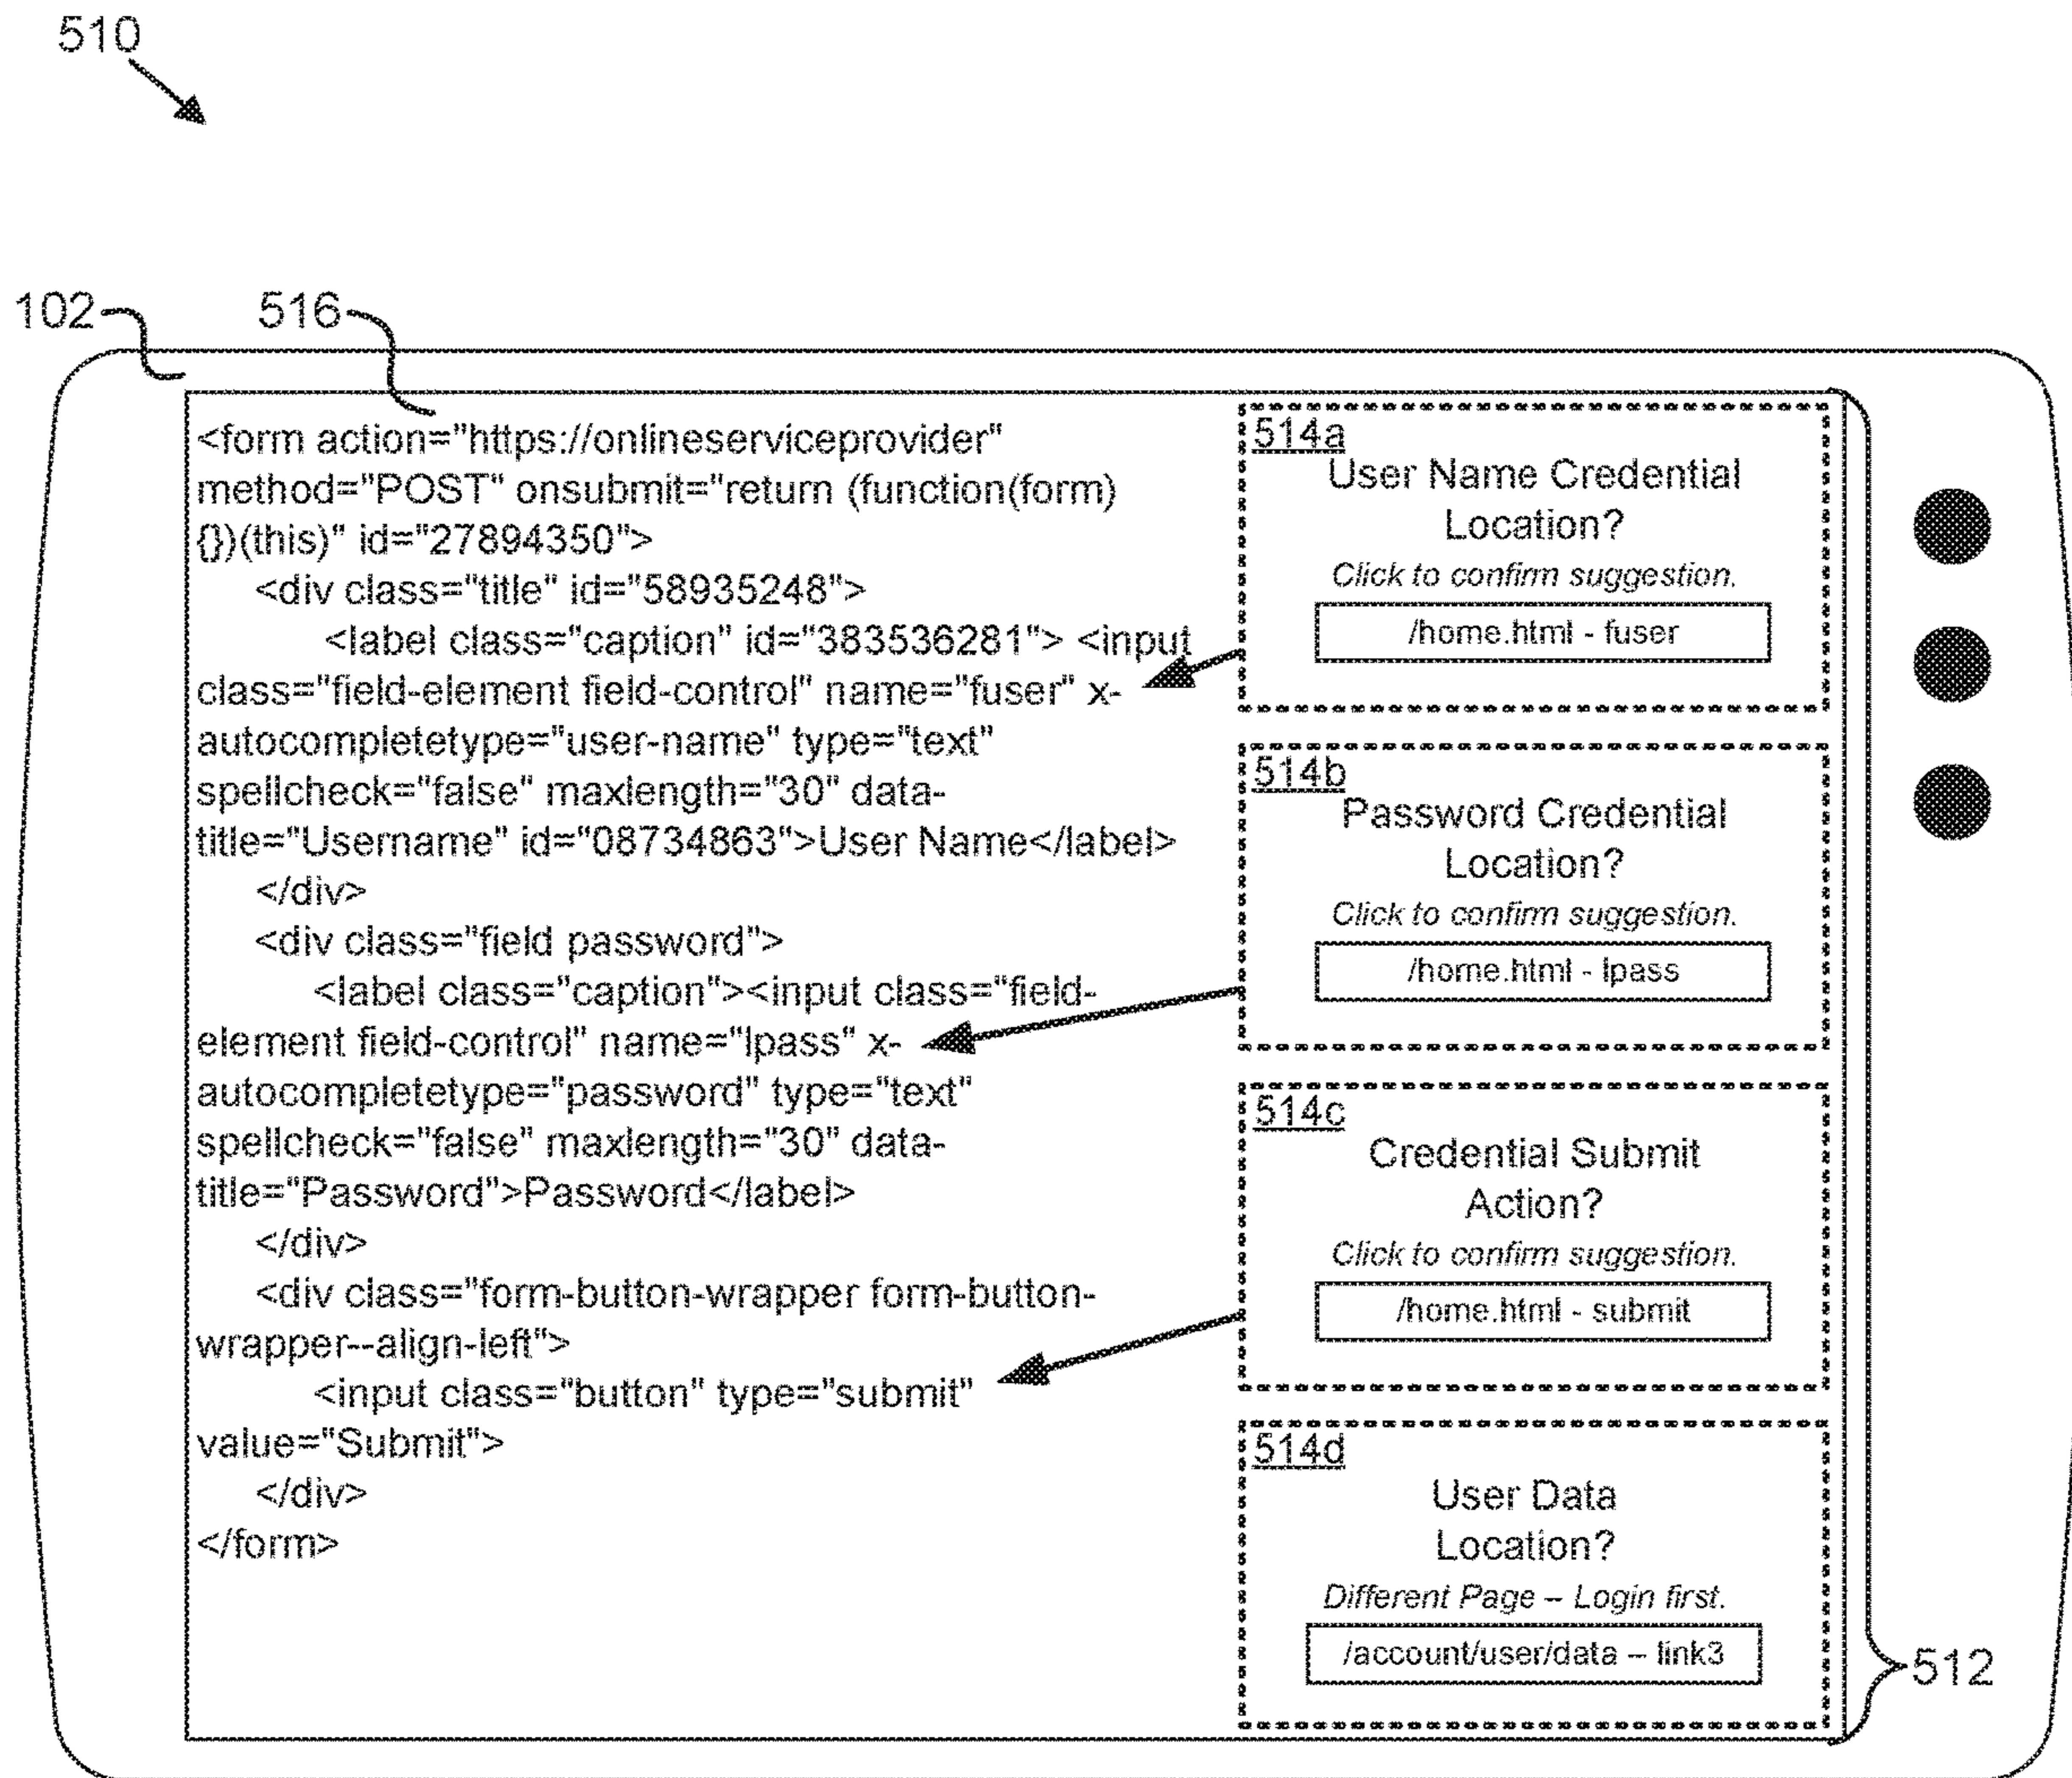 510
102
516
<form action="https://onlineserviceprovider"
method="POST" onsubmit="return (function(form)
{})(this)" id="27894350">
<div class="title" id="58935248">
<label class="caption" id="383536281"> <input
class="field-element field-control" name="fuser" x-
autocompletetype="user-name" type="text"
spellcheck="false" maxlength="30" data-
title="Username" id="08734863">User Name</label>
</div>
<div class="field password">
<label class="caption"><input class="field-
element field-control" name="lpass" x-
autocompletetype="password" type="text"
spellcheck="false" maxlength="30" data-
title="Password">Password</label>
</div>
<div class="form-button-wrapper form-button-
wrapper--align-left">
<input class="button" type="submit"
value="Submit">
</div>
</form>
514a
User Name Credential
Location?
Click to confirm suggestion.
/home.html - fuser
514b
Password Credential
Location?
Click to confirm suggestion.
/home.html - lpass
514c
Credential Submit
Action?
Click to confirm suggestion.
/home.html - submit
514d
User Data
Location?
Different Page – Login first.
/account/user/data – link3
512